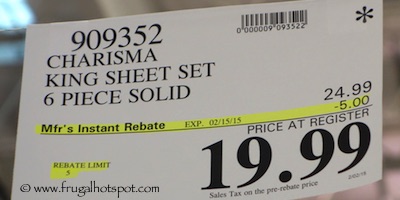 0000009093522
*
909352
CHARISMA
KING SHEET SET
6 PIECE SOLID
24.99
Mfr's Instant Rebate EXP. 02/15/15 -5.00
PRICE AT REGISTER
19.99
REBATE LIMIT
5
Sales Tax on the pre-rebate price
www.frugalhotspot.com